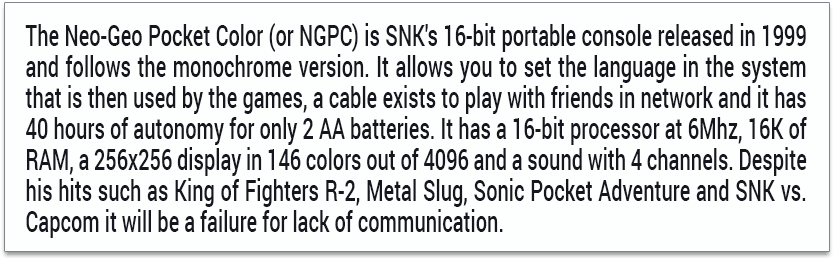 The Neo-Geo Pocket Color (or NGPC) is SNK's 16-bit portable console released in 1999
and follows the monochrome version. It allows you to set the language in the system
that is then used by the games, a cable exists to play with friends in network and it has
40 hours of autonomy for only 2 AA batteries. It has a 16-bit processor at 6Mhz, 16K of
RAM, a 256x256 display in 146 colors out of 4096 and a sound with 4 channels. Despite
his hits such as King of Fighters R-2, Metal Slug, Sonic Pocket Adventure and SNK vs.
Capcom it will be a failure for lack of communication.